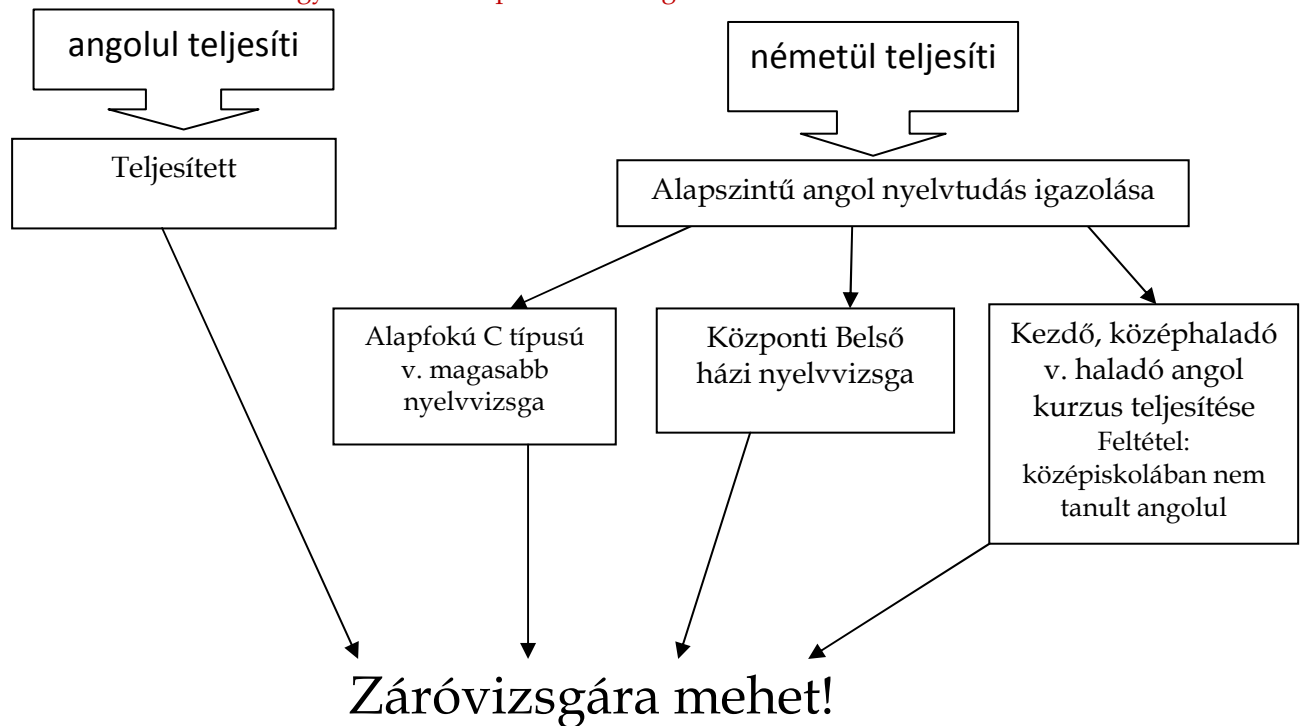 angolul teljesíti
németül teljesíti
Teljesített
Alapszintű angol nyelvtudás igazolása
Alapfokú C típusú
v. magasabb
nyelvvizsga
Központi Belső
házi nyelvvizsga
Kezdő, középhaladó
v. haladó angol
kurzus teljesítése
Feltétel:
középiskolában nem
tanult angolul
Záróvizsgára mehet!